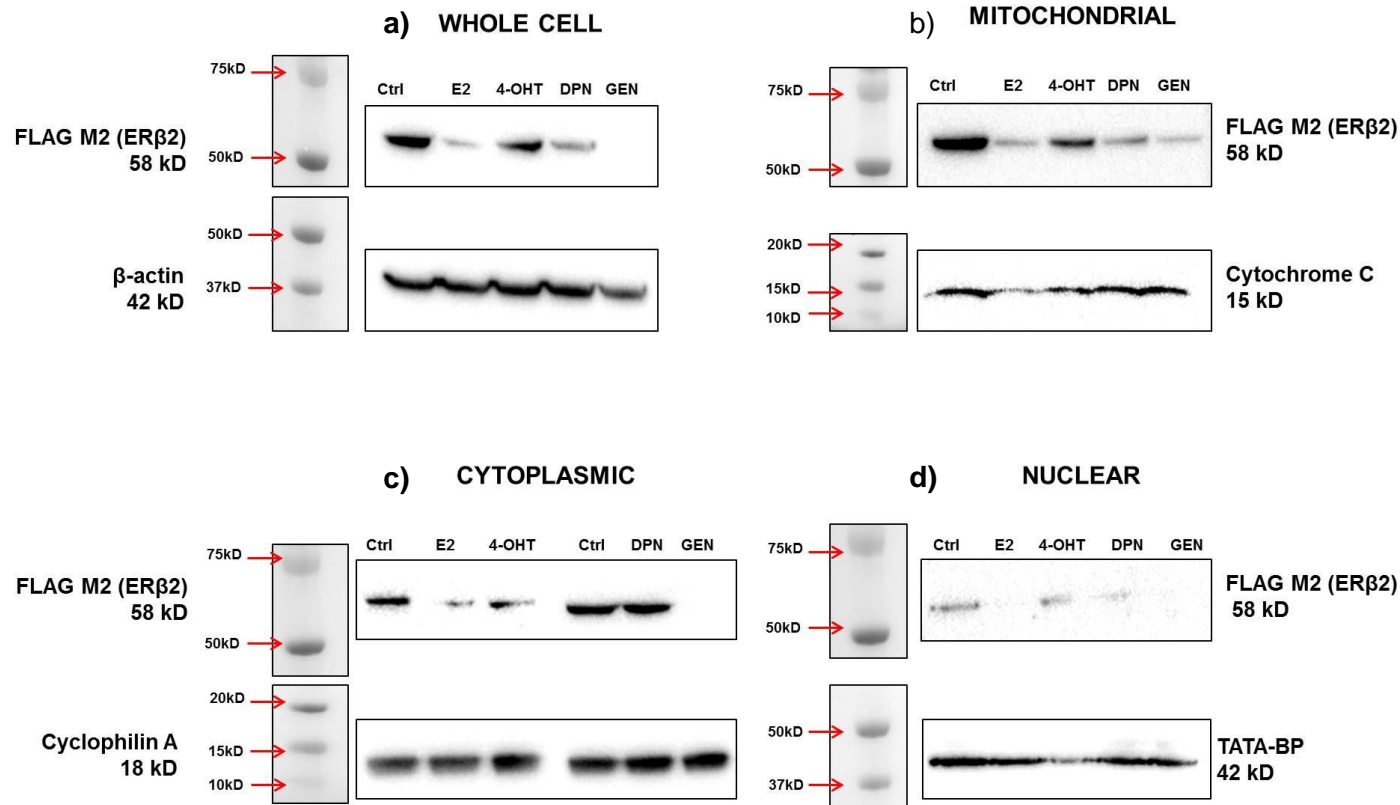 a) WHOLE CELL
75kD
50kD
FLAG M2 (ERβ2)
58 kD
Ctrl E2 4-OHT DPN GEN
50kD
37kD
β-actin
42 kD
b) MITOCHONDRIAL
75kD
50kD
Ctrl E2 4-OHT DPN GEN
FLAG M2 (ERβ2)
58 kD
20kD
15kD
10kD
Cytochrome C
15 kD
c) CYTOPLASMIC
75kD
50kD
FLAG M2 (ERβ2)
58 kD
Ctrl E2 4-OHT Ctrl DPN GEN
20kD
15kD
10kD
Cyclophilin A
18 kD
d) NUCLEAR
75kD
50kD
Ctrl E2 4-OHT DPN GEN
FLAG M2 (ERβ2)
58 kD
50kD
37kD
TATA-BP
42 kD